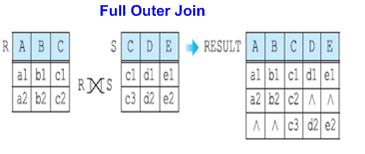 Full Outer Join
R A B C S C D E RESULT A B C D E
a1 b1 c1 c1 d1 e1 a1 b1 c1 d1 e1
a2 b2 c2 R S c3 d2 e2 a2 b2 c2 ∧ ∧
∧ ∧ c3 d2 e2